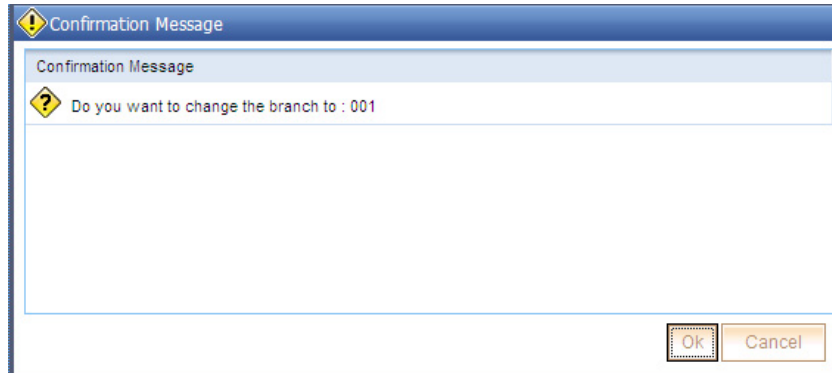 Confirmation Message
Confirmation Message
Do you want to change the branch to : 001
Ok Cancel